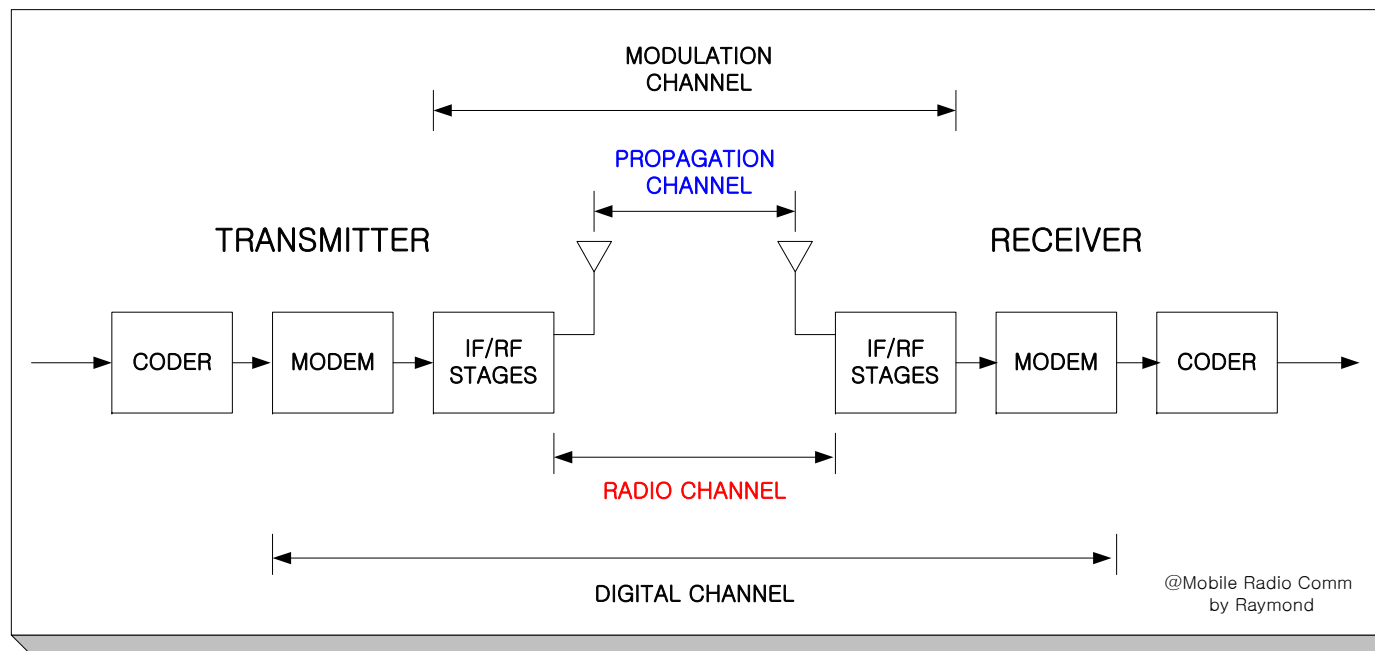 MODULATION
CHANNEL
PROPAGATION
CHANNEL
TRANSMITTER
RECEIVER
CODER
MODEM
IF/RF
STAGES
IF/RF
STAGES
MODEM
CODER
RADIO CHANNEL
DIGITAL CHANNEL
@Mobile Radio Comm
by Raymond